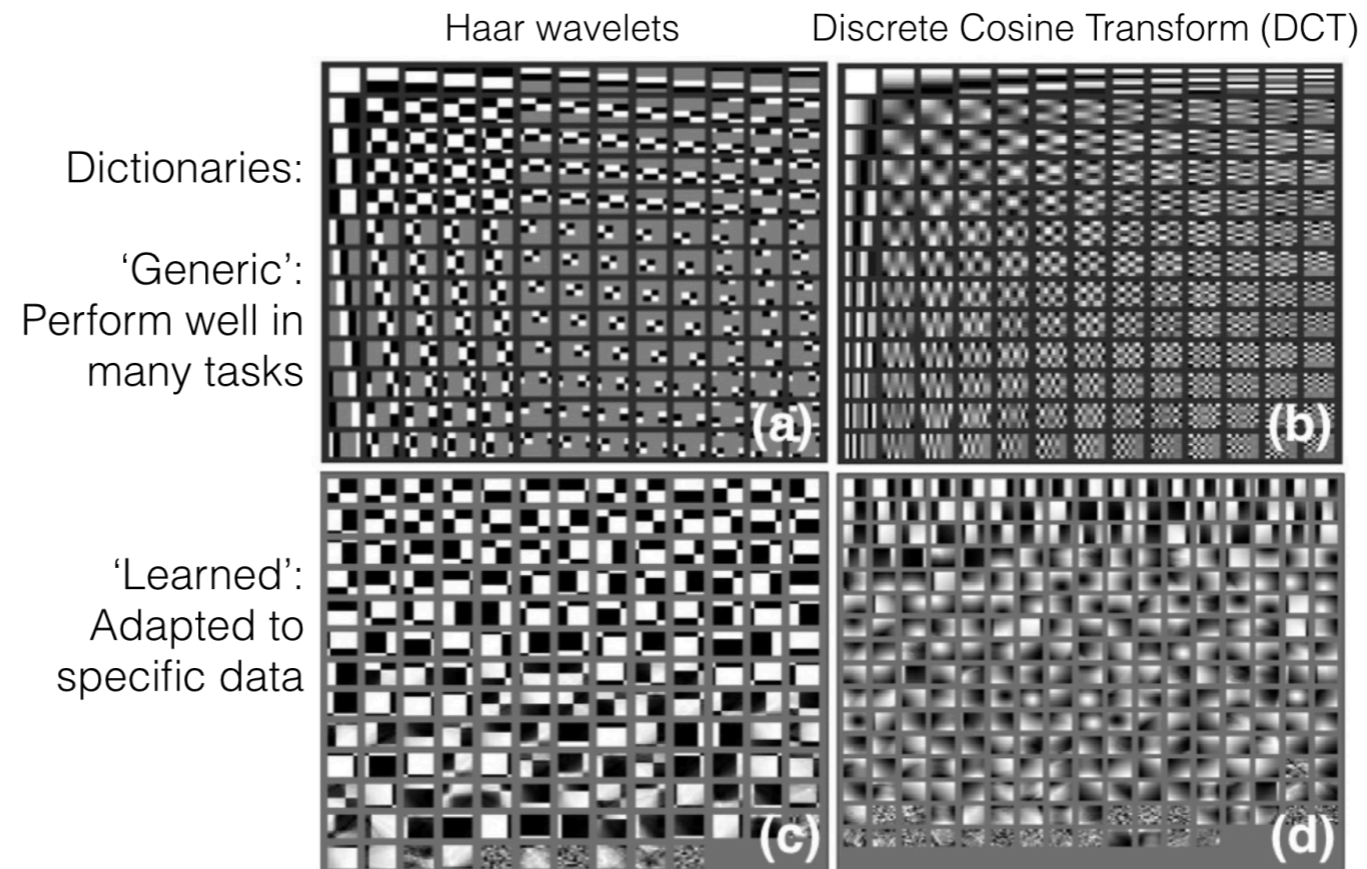 Haar wavelets
Discrete Cosine Transform (DCT)
Dictionaries:
‘Generic’:
Perform well in
many tasks
(a)
(b)
‘Learned’:
Adapted to
specific data
(c)
(d)